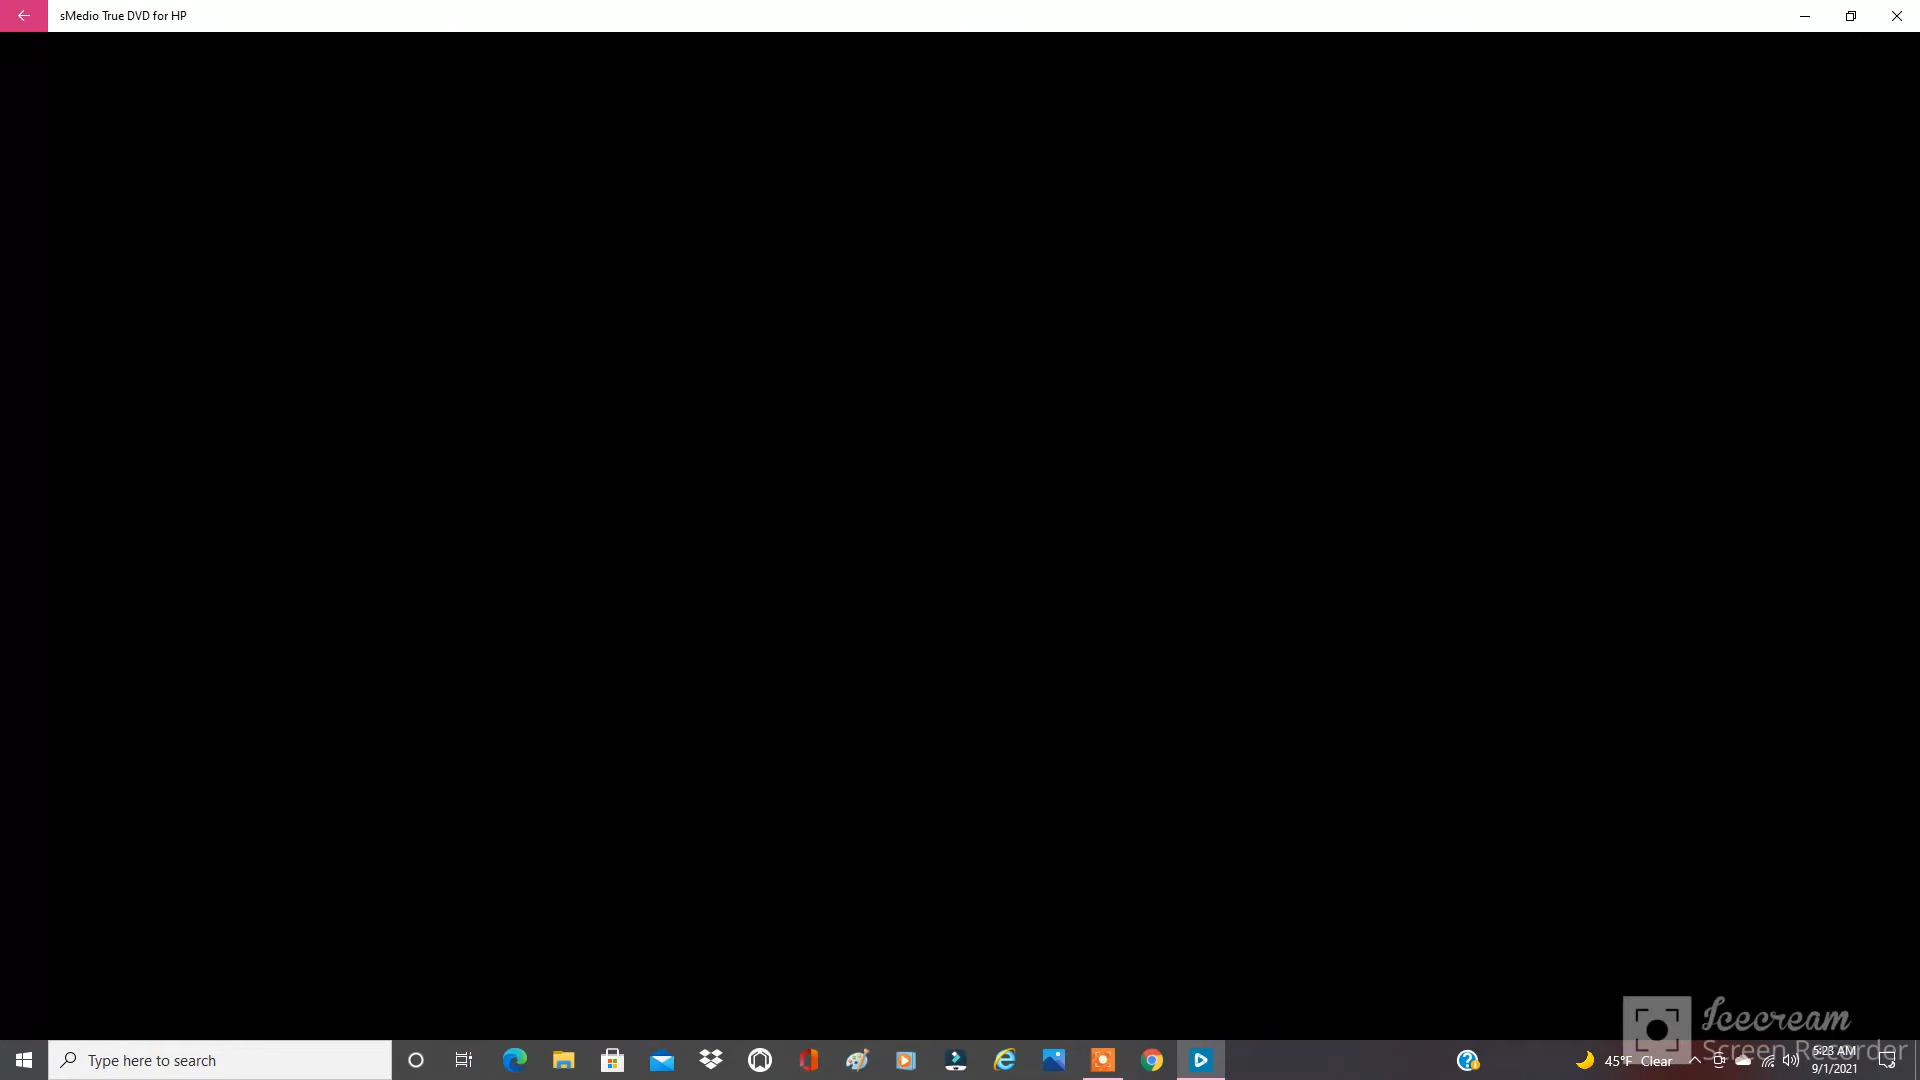 sMedio True DVD for HP
Icecream
Screen Recorder
Type here to search
45°F Clear
5:23 AM
9/1/2021